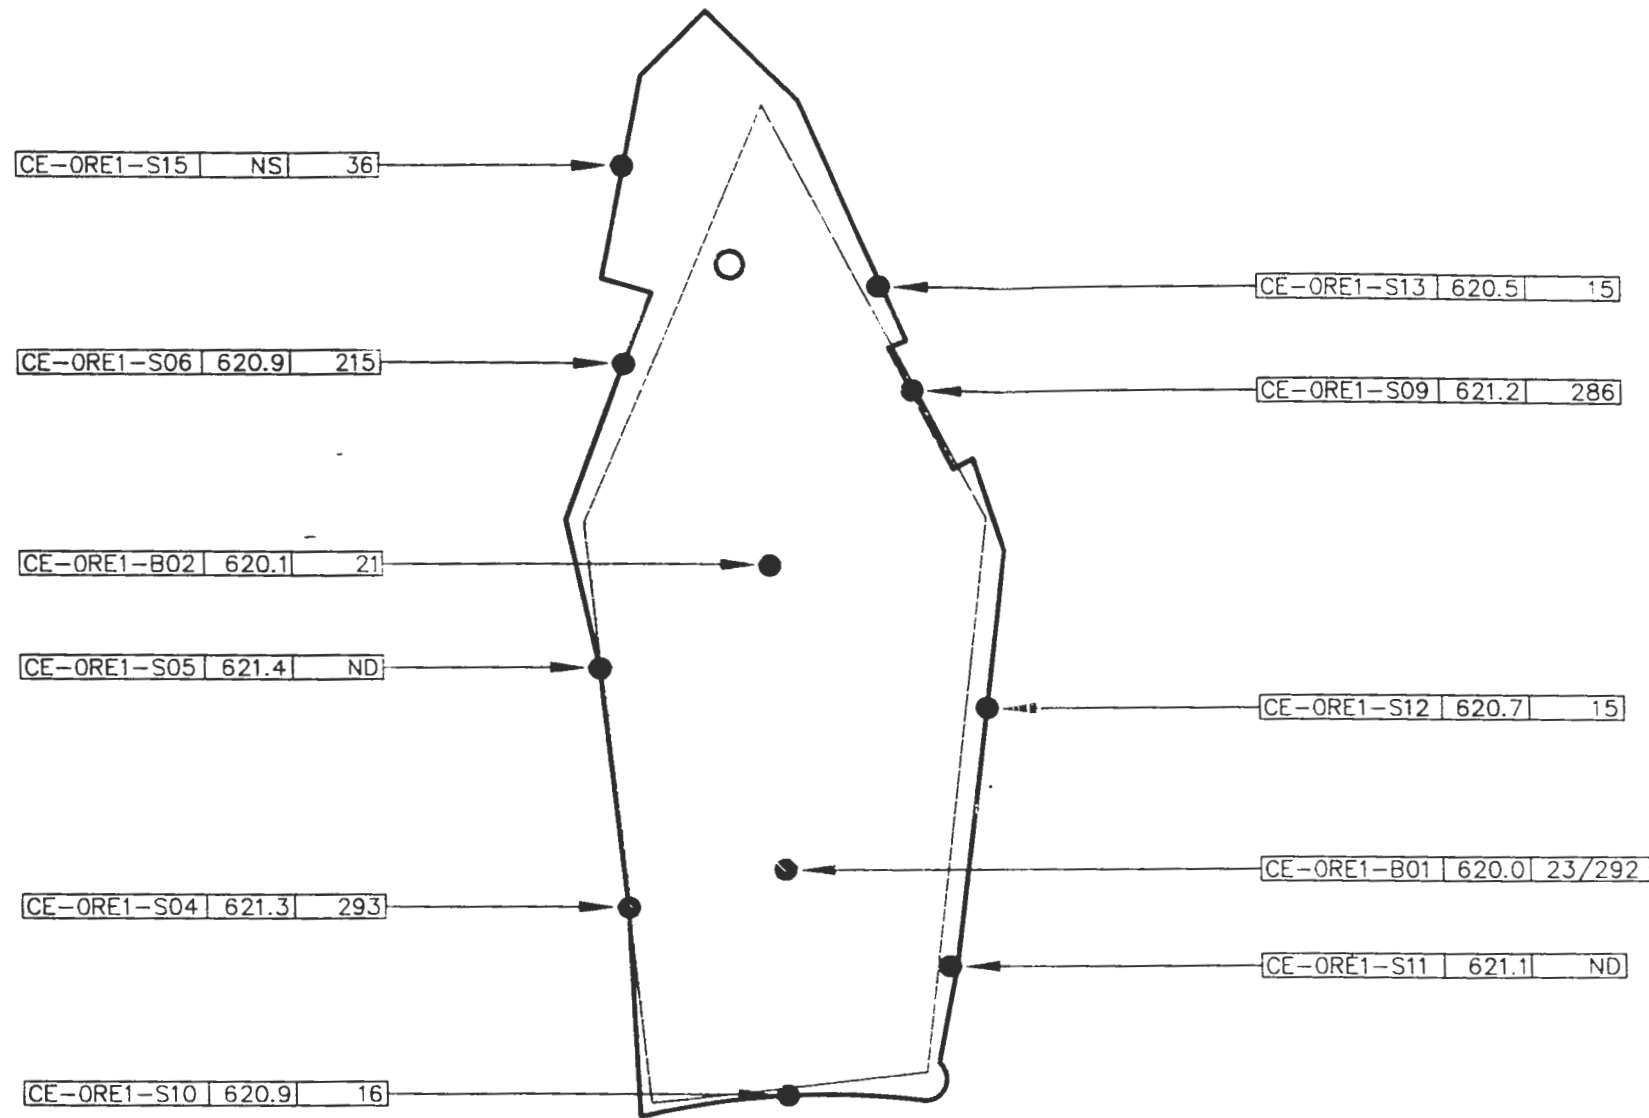 CE-ORE1-S15 NS 36
CE-ORE1-S13 620.5 15
CE-ORE1-S06 620.9 215
CE-ORE1-S09 621.2 286
CE-ORE1-B02 620.1 21
CE-ORE1-S05 621.4 ND
CE-ORE1-S12 620.7 15
CE-ORE1-B01 620.0 23/292
CE-ORE1-S04 621.3 293
CE-ORE1-S11 621.1 ND
CE-ORE1-S10 620.9 16